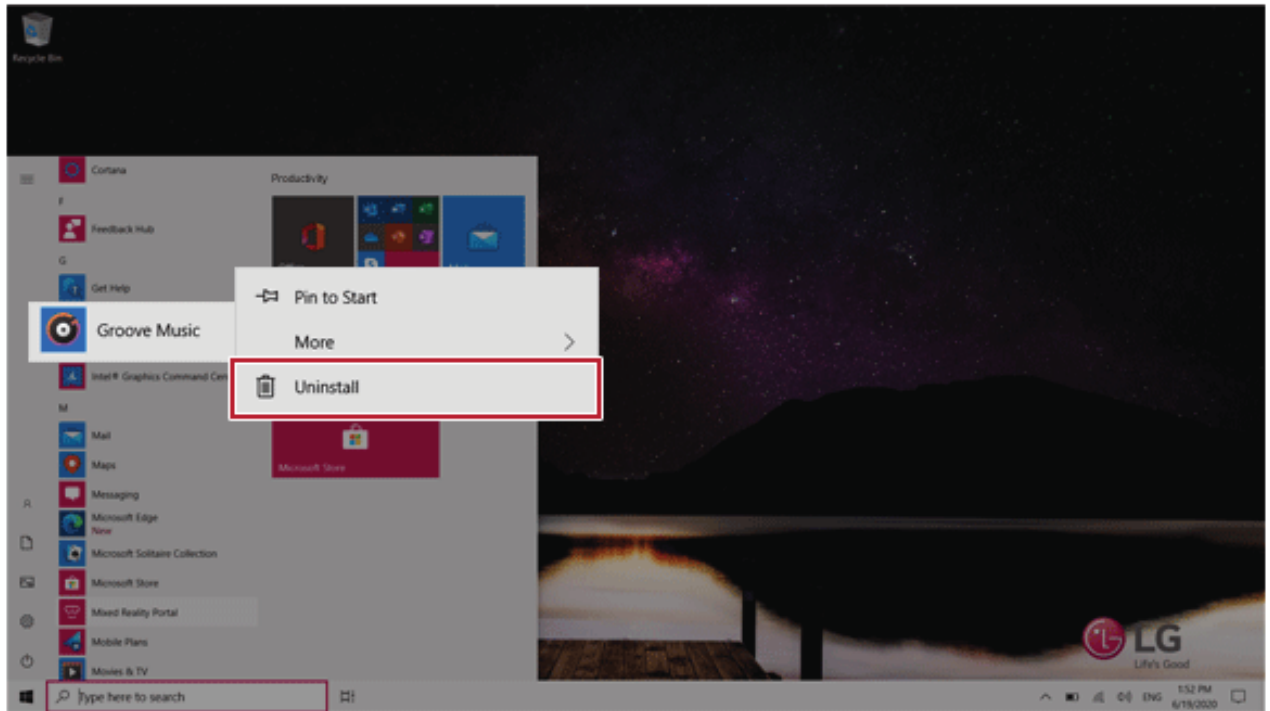 Recycle Bin
Cortana
Productivity
F
Feedback Hub
G
Get Help
Pin to Start
Groove Music
More
Intel® Graphics Command Cen
Uninstall
M
Mail
Maps
Microsoft Store
Messaging
Microsoft Edge
New
Microsoft Solitaire Collection
Microsoft Store
Mixed Reality Portal
Mobile Plans
Movies & TV
LG
Life's Good
Type here to search
ENG
1:52 PM
6/19/2020